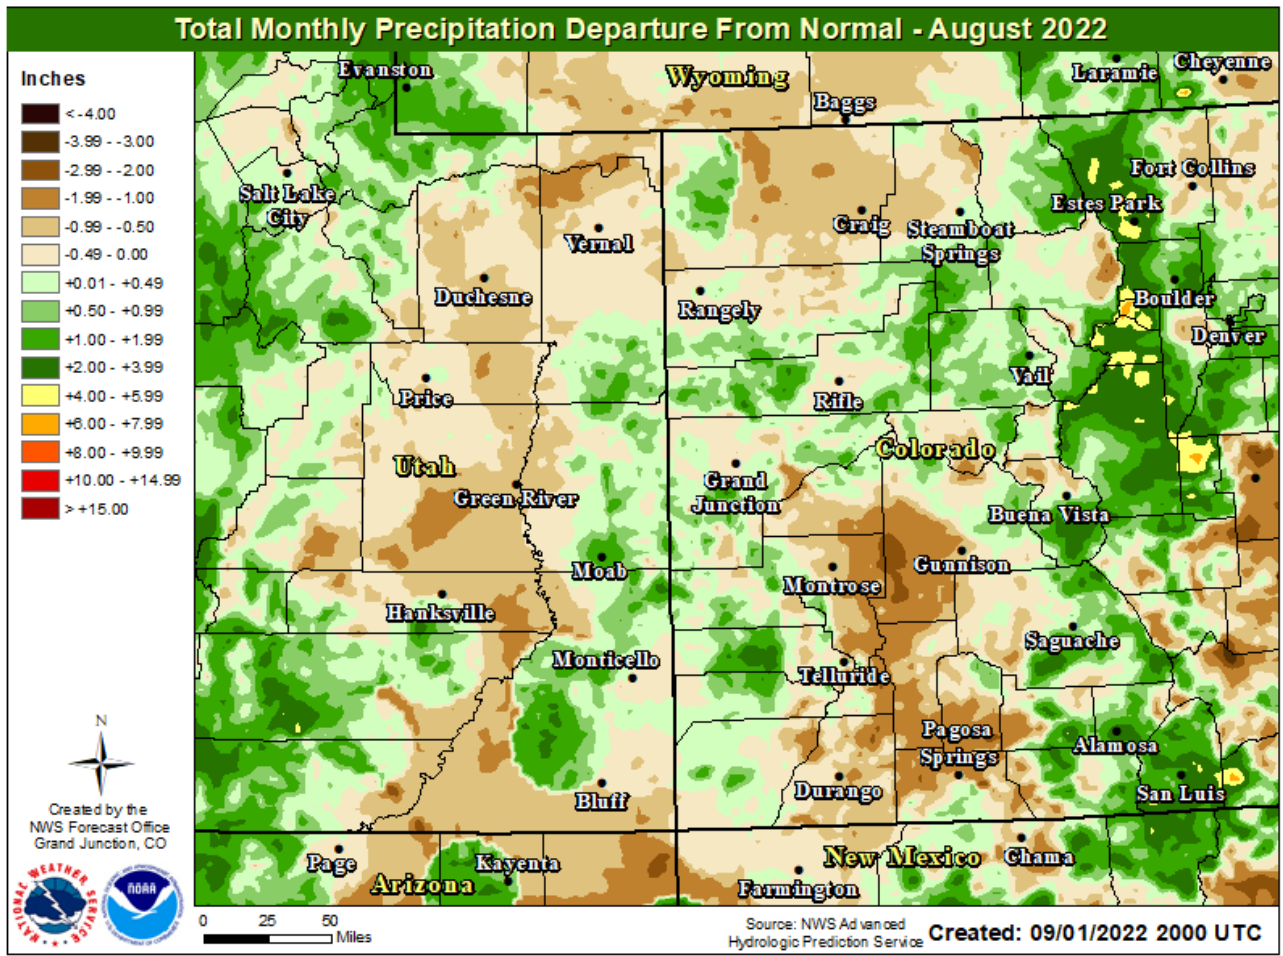 Total Monthly Precipitation Departure From Normal - August 2022
Inches
< -4.00
-3.99 - -3.00
-2.99 - -2.00
-1.99 - -1.00
-0.99 - -0.50
-0.49 - 0.00
+0.01 - +0.49
+0.50 - +0.99
+1.00 - +1.99
+2.00 - +3.99
+4.00 - +5.99
+6.00 - +7.99
+8.00 - +9.99
+10.00 - +14.99
> +15.00
N
Created by the
NWS Forecast Office
Grand Junction, CO
NATIONAL WEATHER SERVICE
NOAA
Evanston
Wyoming
Laramie
Cheyenne
Baggs
Salt Lake
City
Fort Collins
Estes Park
Vernal
Craig
Steamboat
Springs
Duchesne
Rangely
Boulder
Denver
Price
Rifle
Vail
Utah
Colorado
Green River
Grand
Junction
Buena Vista
Moab
Montrose
Gunnison
Hanksville
Saguache
Monticello
Telluride
Pagosa
Springs
Alamosa
Bluff
Durango
San Luis
Page
Kayenta
Arizona
New Mexico
Chama
Farmington
0 25 50
Miles
Source: NWS Advanced
Hydrologic Prediction Service
Created: 09/01/2022 2000 UTC